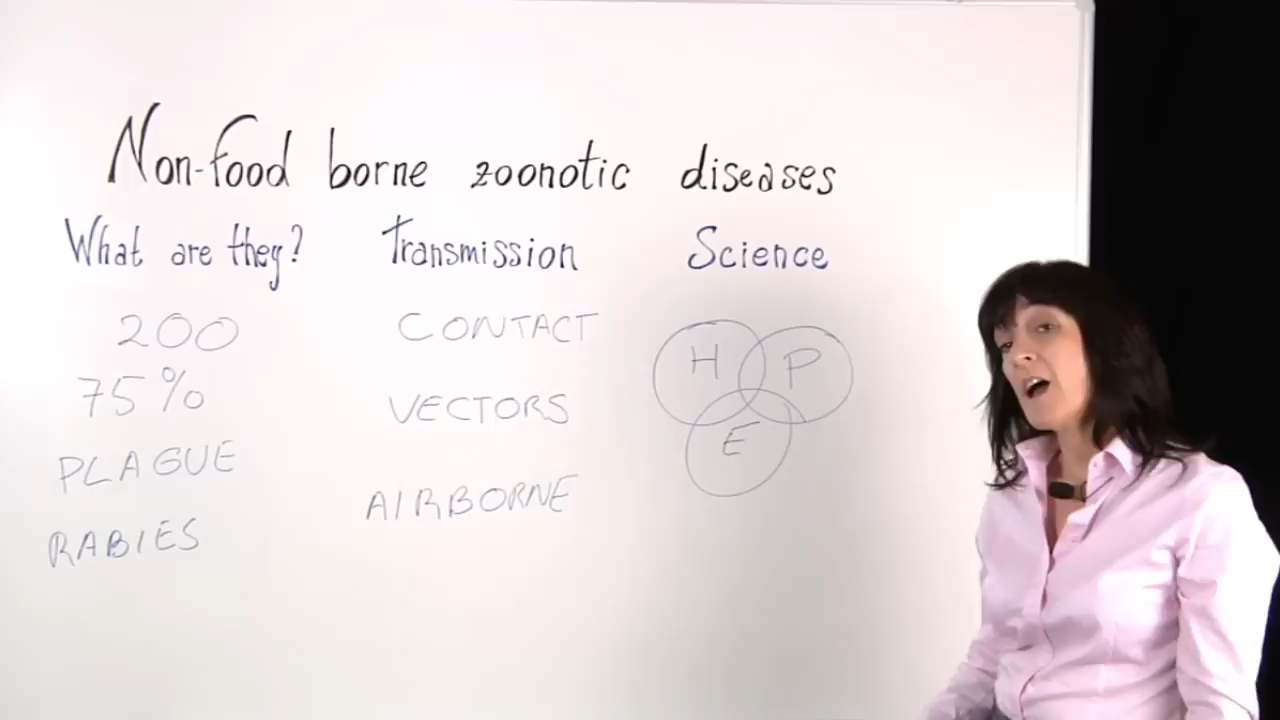 Non-food borne zoonotic diseases
What are they?
Transmission
Science
200
75%
PLAGUE
RABIES
CONTACT
VECTORS
AIRBORNE
H
P
E